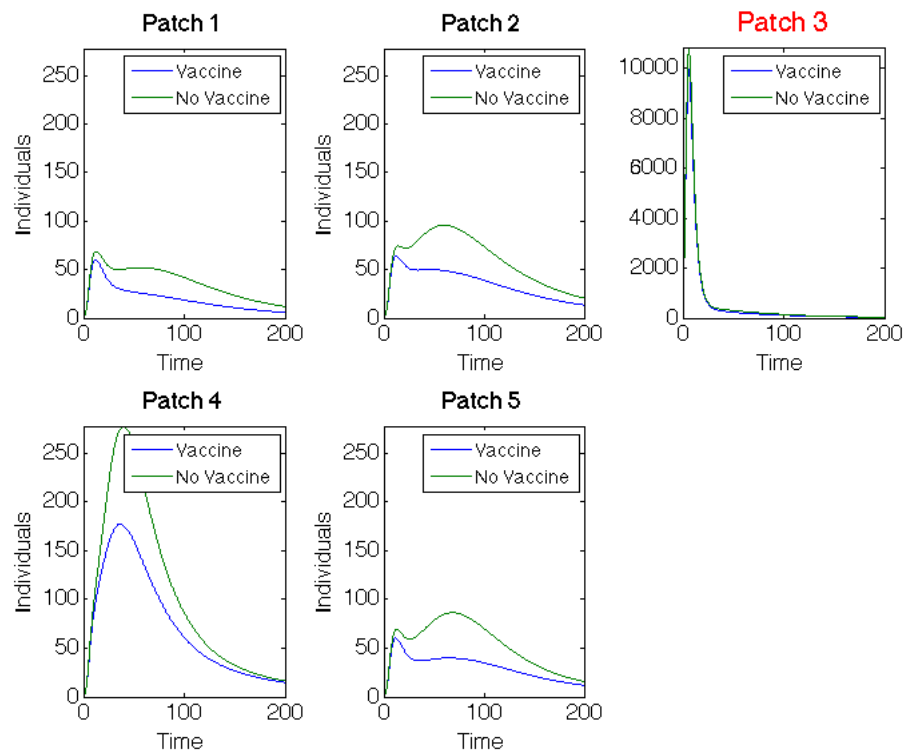 Patch 1
Individuals
250
200
150
100
50
0
Vaccine
No Vaccine
0 100 200
Time
Patch 2
Individuals
250
200
150
100
50
0
Vaccine
No Vaccine
0 100 200
Time
Patch 3
10000
8000
6000
4000
2000
0
Vaccine
No Vaccine
0 100 200
Time
Patch 4
Individuals
250
200
150
100
50
0
Vaccine
No Vaccine
0 100 200
Time
Patch 5
Individuals
250
200
150
100
50
0
Vaccine
No Vaccine
0 100 200
Time